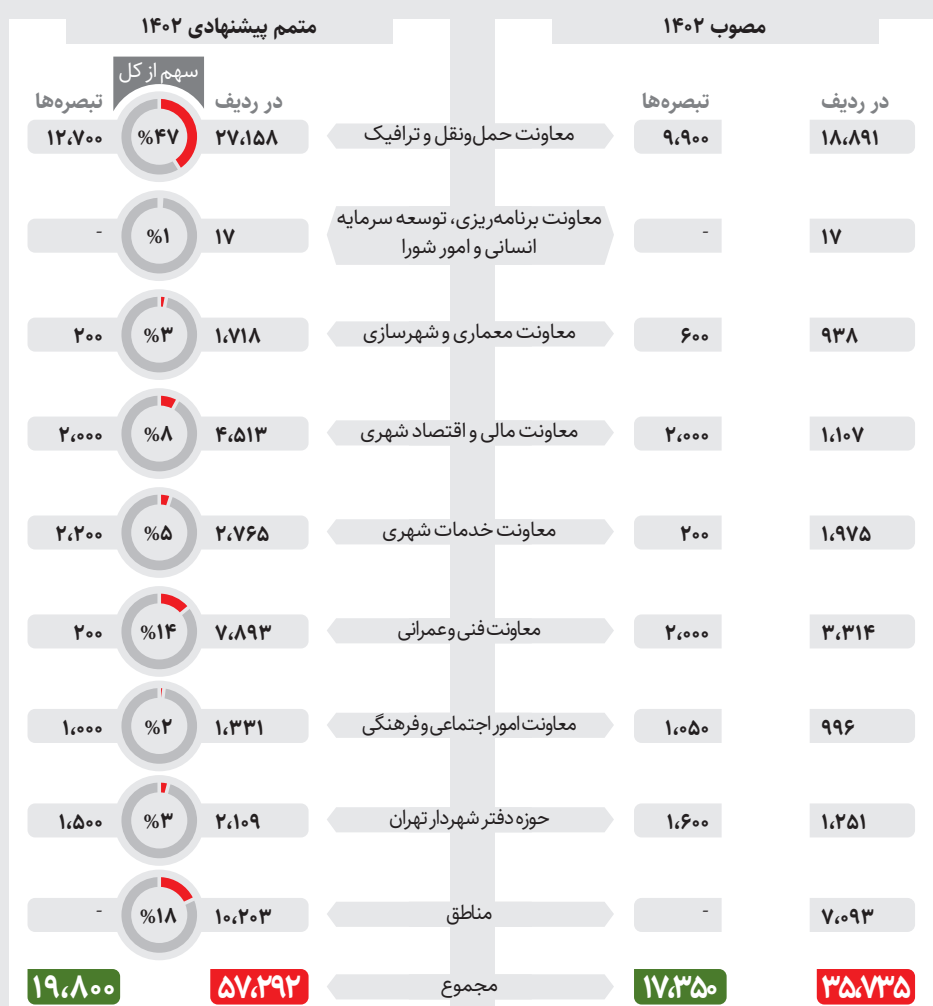 مصوب ۱۴۰۲
متمم پیشنهادی ۱۴۰۲
در ردیف تبصره‌ها در ردیف سهم از کل تبصره‌ها
۱۸،۸۹۱ ۹،۹۰۰ معاونت حمل‌ونقل و ترافیک ۲۷،۱۵۸ %۴۷ ۱۲،۷۰۰
۱۷ - معاونت برنامه‌ریزی، توسعه سرمایه
انسانی و امور شورا ۱۷ %۱ -
۹۳۸ ۶۰۰ معاونت معماری و شهرسازی ۱،۷۱۸ %۳ ۲۰۰
۱،۱۰۷ ۲،۰۰۰ معاونت مالی و اقتصاد شهری ۴،۵۱۳ %۸ ۲،۰۰۰
۱،۹۷۵ ۲۰۰ معاونت خدمات شهری ۲،۷۶۵ %۵ ۲،۲۰۰
۳،۳۱۴ ۲،۰۰۰ معاونت فنی و عمرانی ۷،۸۹۳ %۱۴ ۲۰۰
۹۹۶ ۱،۰۵۰ معاونت امور اجتماعی و فرهنگی ۱،۳۳۱ %۲ ۱،۰۰۰
۱،۲۵۱ ۱،۶۰۰ حوزه دفتر شهردار تهران ۲،۱۰۹ %۳ ۱،۵۰۰
۷،۰۹۳ - مناطق ۱۰،۲۰۳ %۱۸ -
۳۵،۷۳۵ ۱۷،۳۵۰ مجموع ۵۷،۲۹۲ ۱۹،۸۰۰